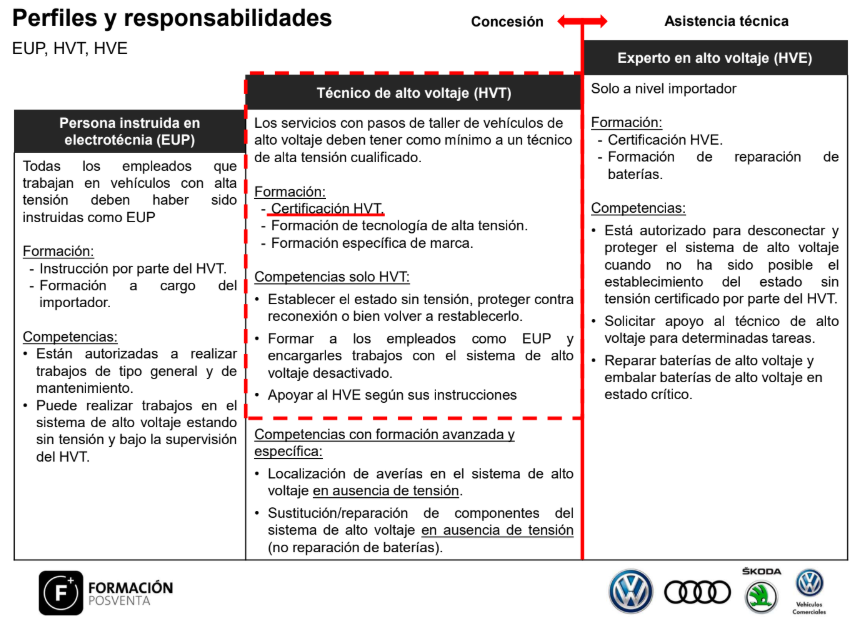 Perfiles y responsabilidades
EUP, HVT, HVE
Concesión
Asistencia técnica
Persona instruida en
electrotécnia (EUP)
Todas los empleados que
trabajan en vehículos con alta
tensión deben haber sido
instruidas como EUP
Formación:
- Instrucción por parte del HVT.
- Formación a cargo del
importador.
Competencias:
• Están autorizadas a realizar
trabajos de tipo general y de
mantenimiento.
• Puede realizar trabajos en el
sistema de alto voltaje estando
sin tensión y bajo la supervisión
del HVT.
Técnico de alto voltaje (HVT)
Los servicios con pasos de taller de vehículos de
alto voltaje deben tener como mínimo a un técnico
de alta tensión cualificado.
Formación:
- Certificación HVT.
- Formación de tecnología de alta tensión.
- Formación específica de marca.
Competencias solo HVT:
• Establecer el estado sin tensión, proteger contra
reconexión o bien volver a restablecerlo.
• Formar a los empleados como EUP y
encargarles trabajos con el sistema de alto
voltaje desactivado.
• Apoyar al HVE según sus instrucciones
Competencias con formación avanzada y
específica:
• Localización de averías en el sistema de alto
voltaje en ausencia de tensión.
• Sustitución/reparación de componentes del
sistema de alto voltaje en ausencia de tensión
(no reparación de baterías).
Experto en alto voltaje (HVE)
Solo a nivel importador
Formación:
- Certificación HVE.
- Formación de reparación de
baterías.
Competencias:
• Está autorizado para desconectar y
proteger el sistema de alto voltaje
cuando no ha sido posible el
establecimiento del estado sin
tensión certificado por parte del HVT.
• Solicitar apoyo al técnico de alto
voltaje para determinadas tareas.
• Reparar baterías de alto voltaje y
embalar baterías de alto voltaje en
estado crítico.
F+
FORMACIÓN
POSVENTA
ŠKODA
Vehículos
Comerciales